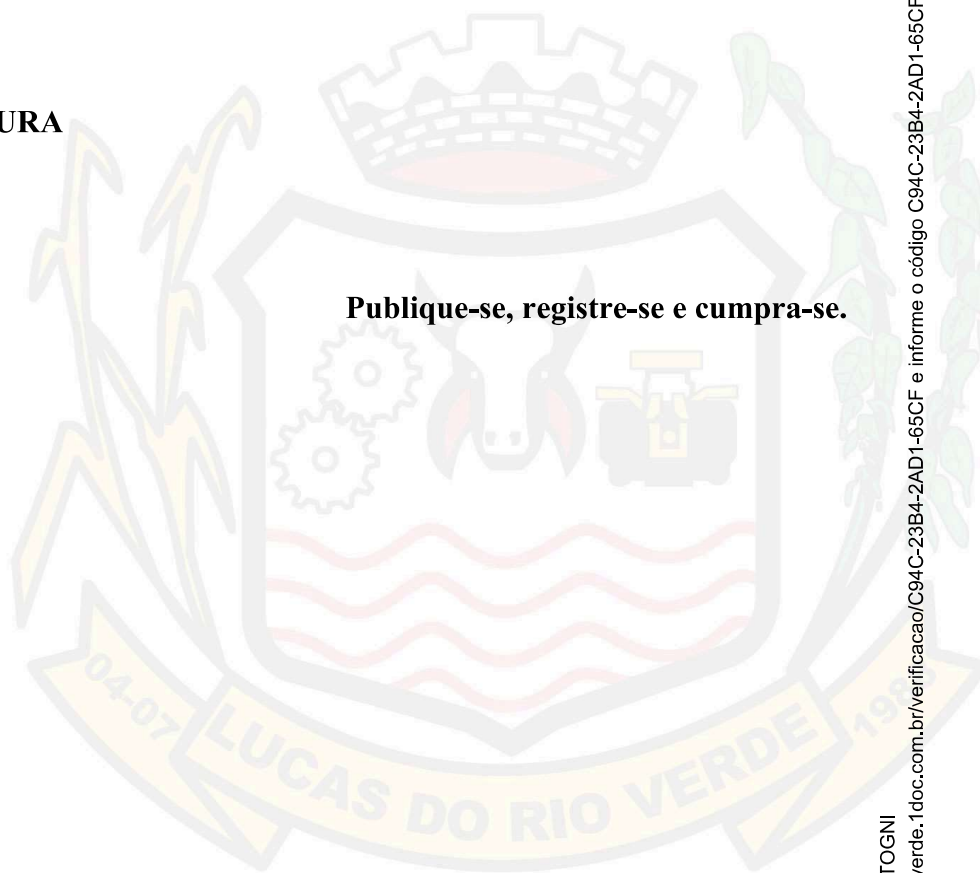 URA
Publique-se, registre-se e cumpra-se.
04-07
LUCAS DO RIO VERDE
TOGNI
verde.1doc.com.br/verificacao/C94C-23B4-2AD1-65CF e informe o código C94C-23B4-2AD1-65CF